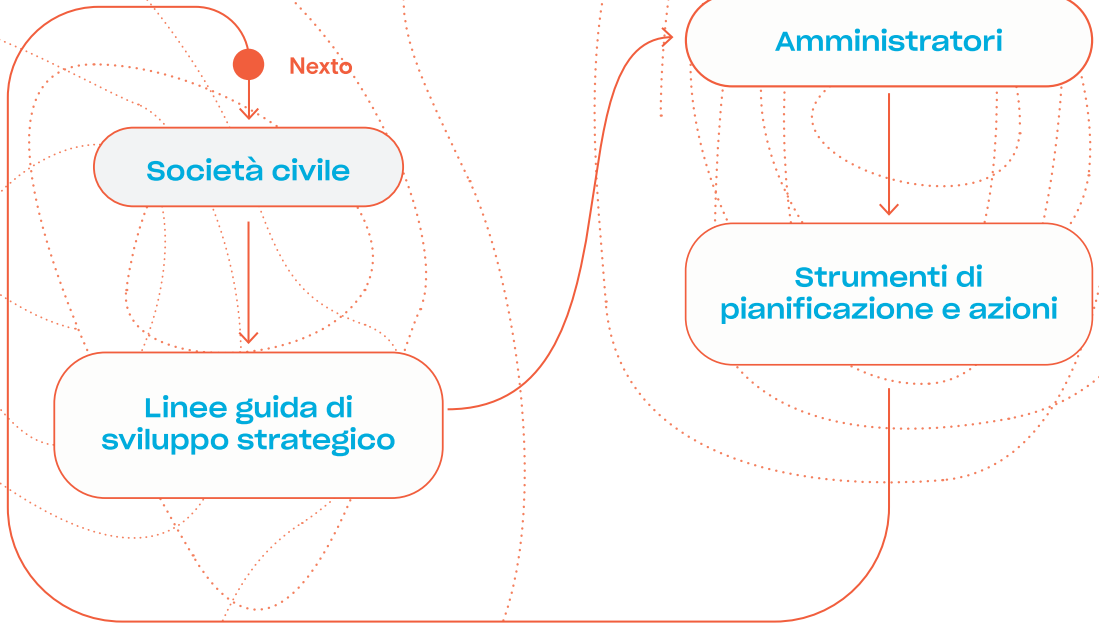 Nexto
Società civile
Linee guida di
sviluppo strategico
Amministratori
Strumenti di
pianificazione e azioni